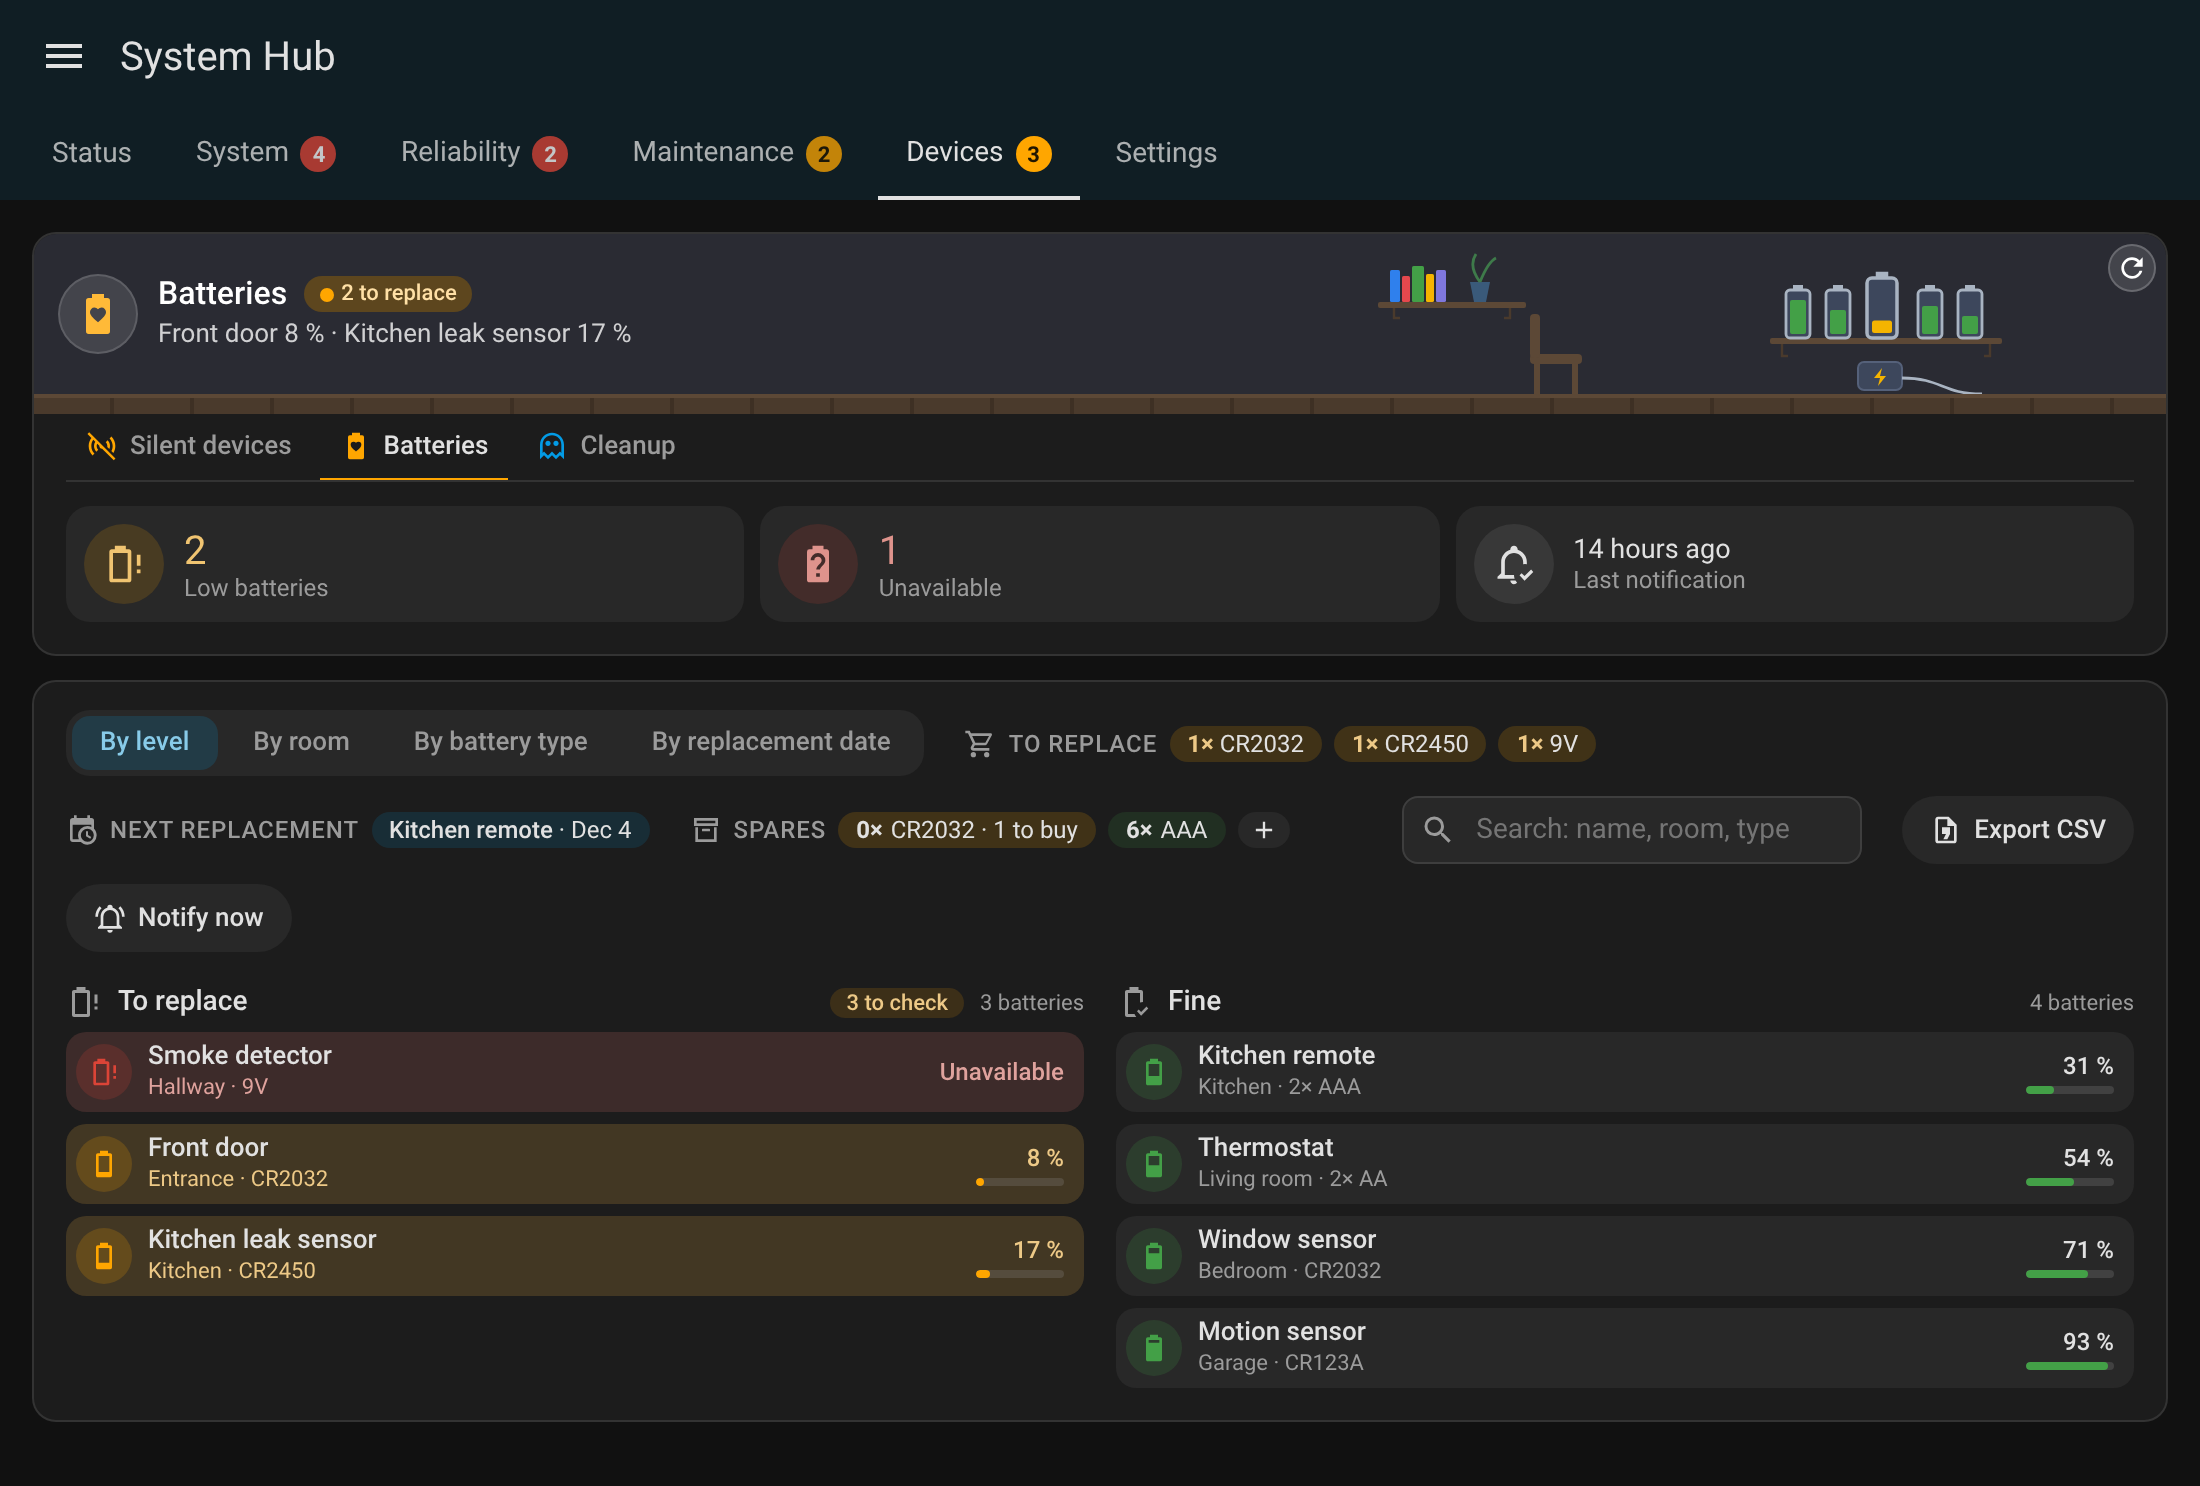 System Hub
Status
System 4
Reliability 2
Maintenance 2
Devices 3
Settings
Batteries
2 to replace
Front door 8 % · Kitchen leak sensor 17 %
Silent devices
Batteries
Cleanup
2
Low batteries
1
Unavailable
14 hours ago
Last notification
By level
By room
By battery type
By replacement date
TO REPLACE
1× CR2032
1× CR2450
1× 9V
NEXT REPLACEMENT
Kitchen remote · Dec 4
SPARES
0× CR2032 · 1 to buy
6× AAA
+
Search: name, room, type
Export CSV
Notify now
To replace
3 to check
3 batteries
Smoke detector
Hallway · 9V
Unavailable
Front door
Entrance · CR2032
8 %
Kitchen leak sensor
Kitchen · CR2450
17 %
Fine
4 batteries
Kitchen remote
Kitchen · 2× AAA
31 %
Thermostat
Living room · 2× AA
54 %
Window sensor
Bedroom · CR2032
71 %
Motion sensor
Garage · CR123A
93 %